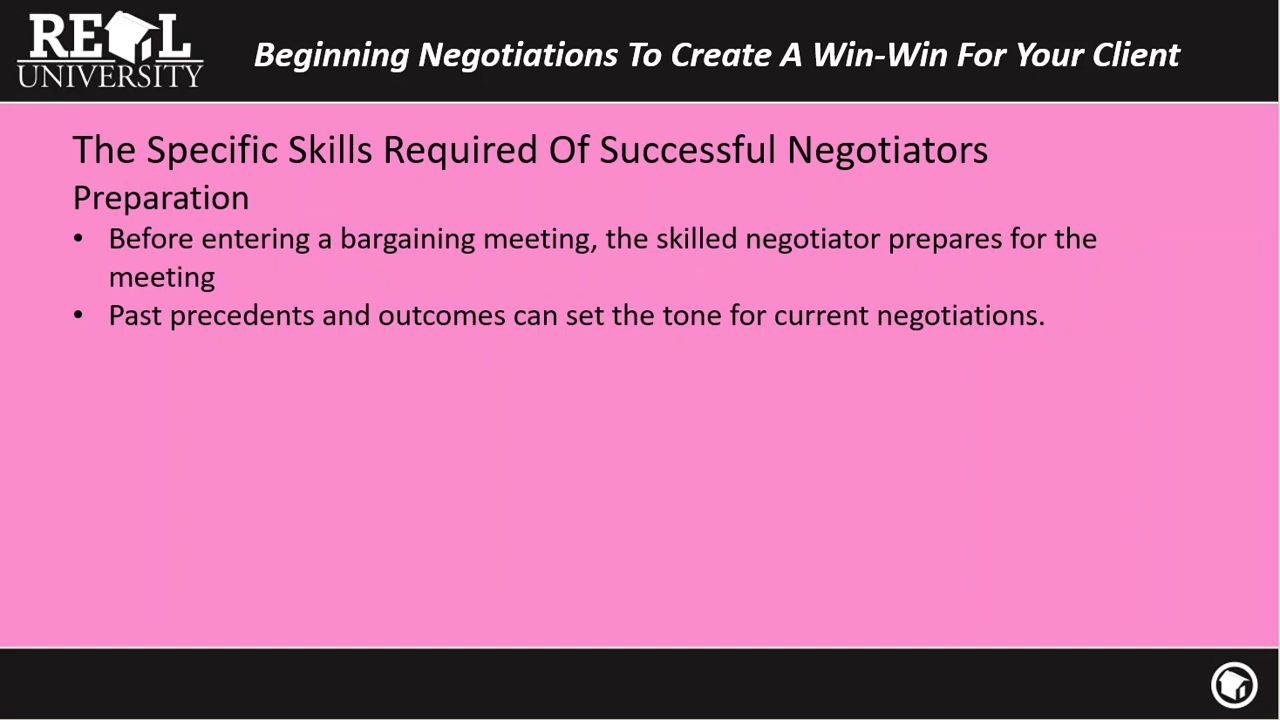 REAL
UNIVERSITY
Beginning Negotiations To Create A Win-Win For Your Client
The Specific Skills Required Of Successful Negotiators
Preparation
• Before entering a bargaining meeting, the skilled negotiator prepares for the
meeting
• Past precedents and outcomes can set the tone for current negotiations.